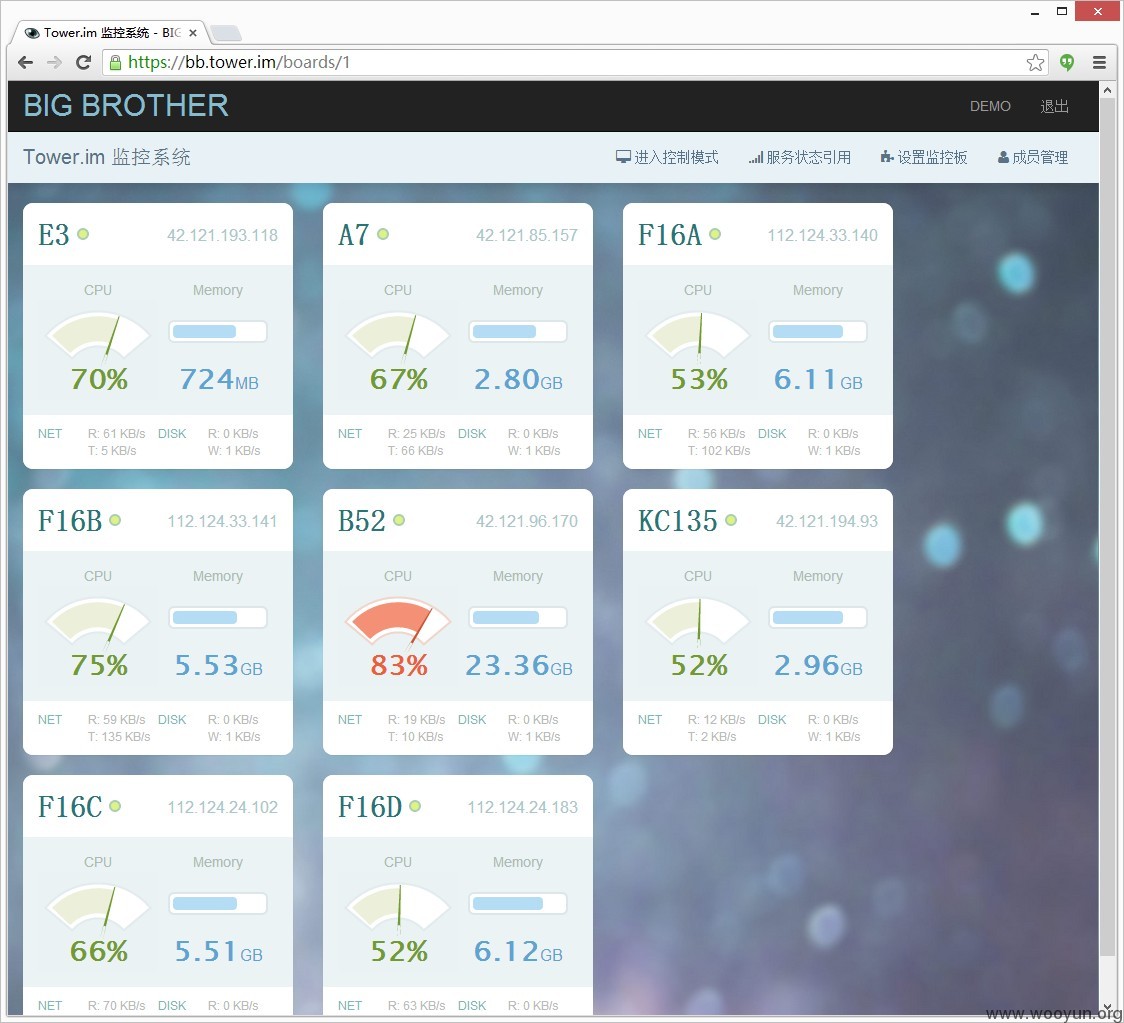 Tower.im 监控系统 - BIG
https://bb.tower.im/boards/1
BIG BROTHER
DEMO 退出
Tower.im 监控系统
进入控制模式 服务状态引用 设置监控板 成员管理
E3 42.121.193.118
CPU Memory
70% 724MB
NET R: 61 KB/s DISK R: 0 KB/s
T: 5 KB/s W: 1 KB/s
A7 42.121.85.157
CPU Memory
67% 2.80GB
NET R: 25 KB/s DISK R: 0 KB/s
T: 66 KB/s W: 1 KB/s
F16A 112.124.33.140
CPU Memory
53% 6.11GB
NET R: 56 KB/s DISK R: 0 KB/s
T: 102 KB/s W: 1 KB/s
F16B 112.124.33.141
CPU Memory
75% 5.53GB
NET R: 59 KB/s DISK R: 0 KB/s
T: 135 KB/s W: 1 KB/s
B52 42.121.96.170
CPU Memory
83% 23.36GB
NET R: 19 KB/s DISK R: 0 KB/s
T: 10 KB/s W: 1 KB/s
KC135 42.121.194.93
CPU Memory
52% 2.96GB
NET R: 12 KB/s DISK R: 0 KB/s
T: 2 KB/s W: 1 KB/s
F16C 112.124.24.102
CPU Memory
66% 5.51GB
NET R: 70 KB/s DISK R: 0 KB/s
F16D 112.124.24.183
CPU Memory
52% 6.12GB
NET R: 63 KB/s DISK R: 0 KB/s
www.wooyun.org